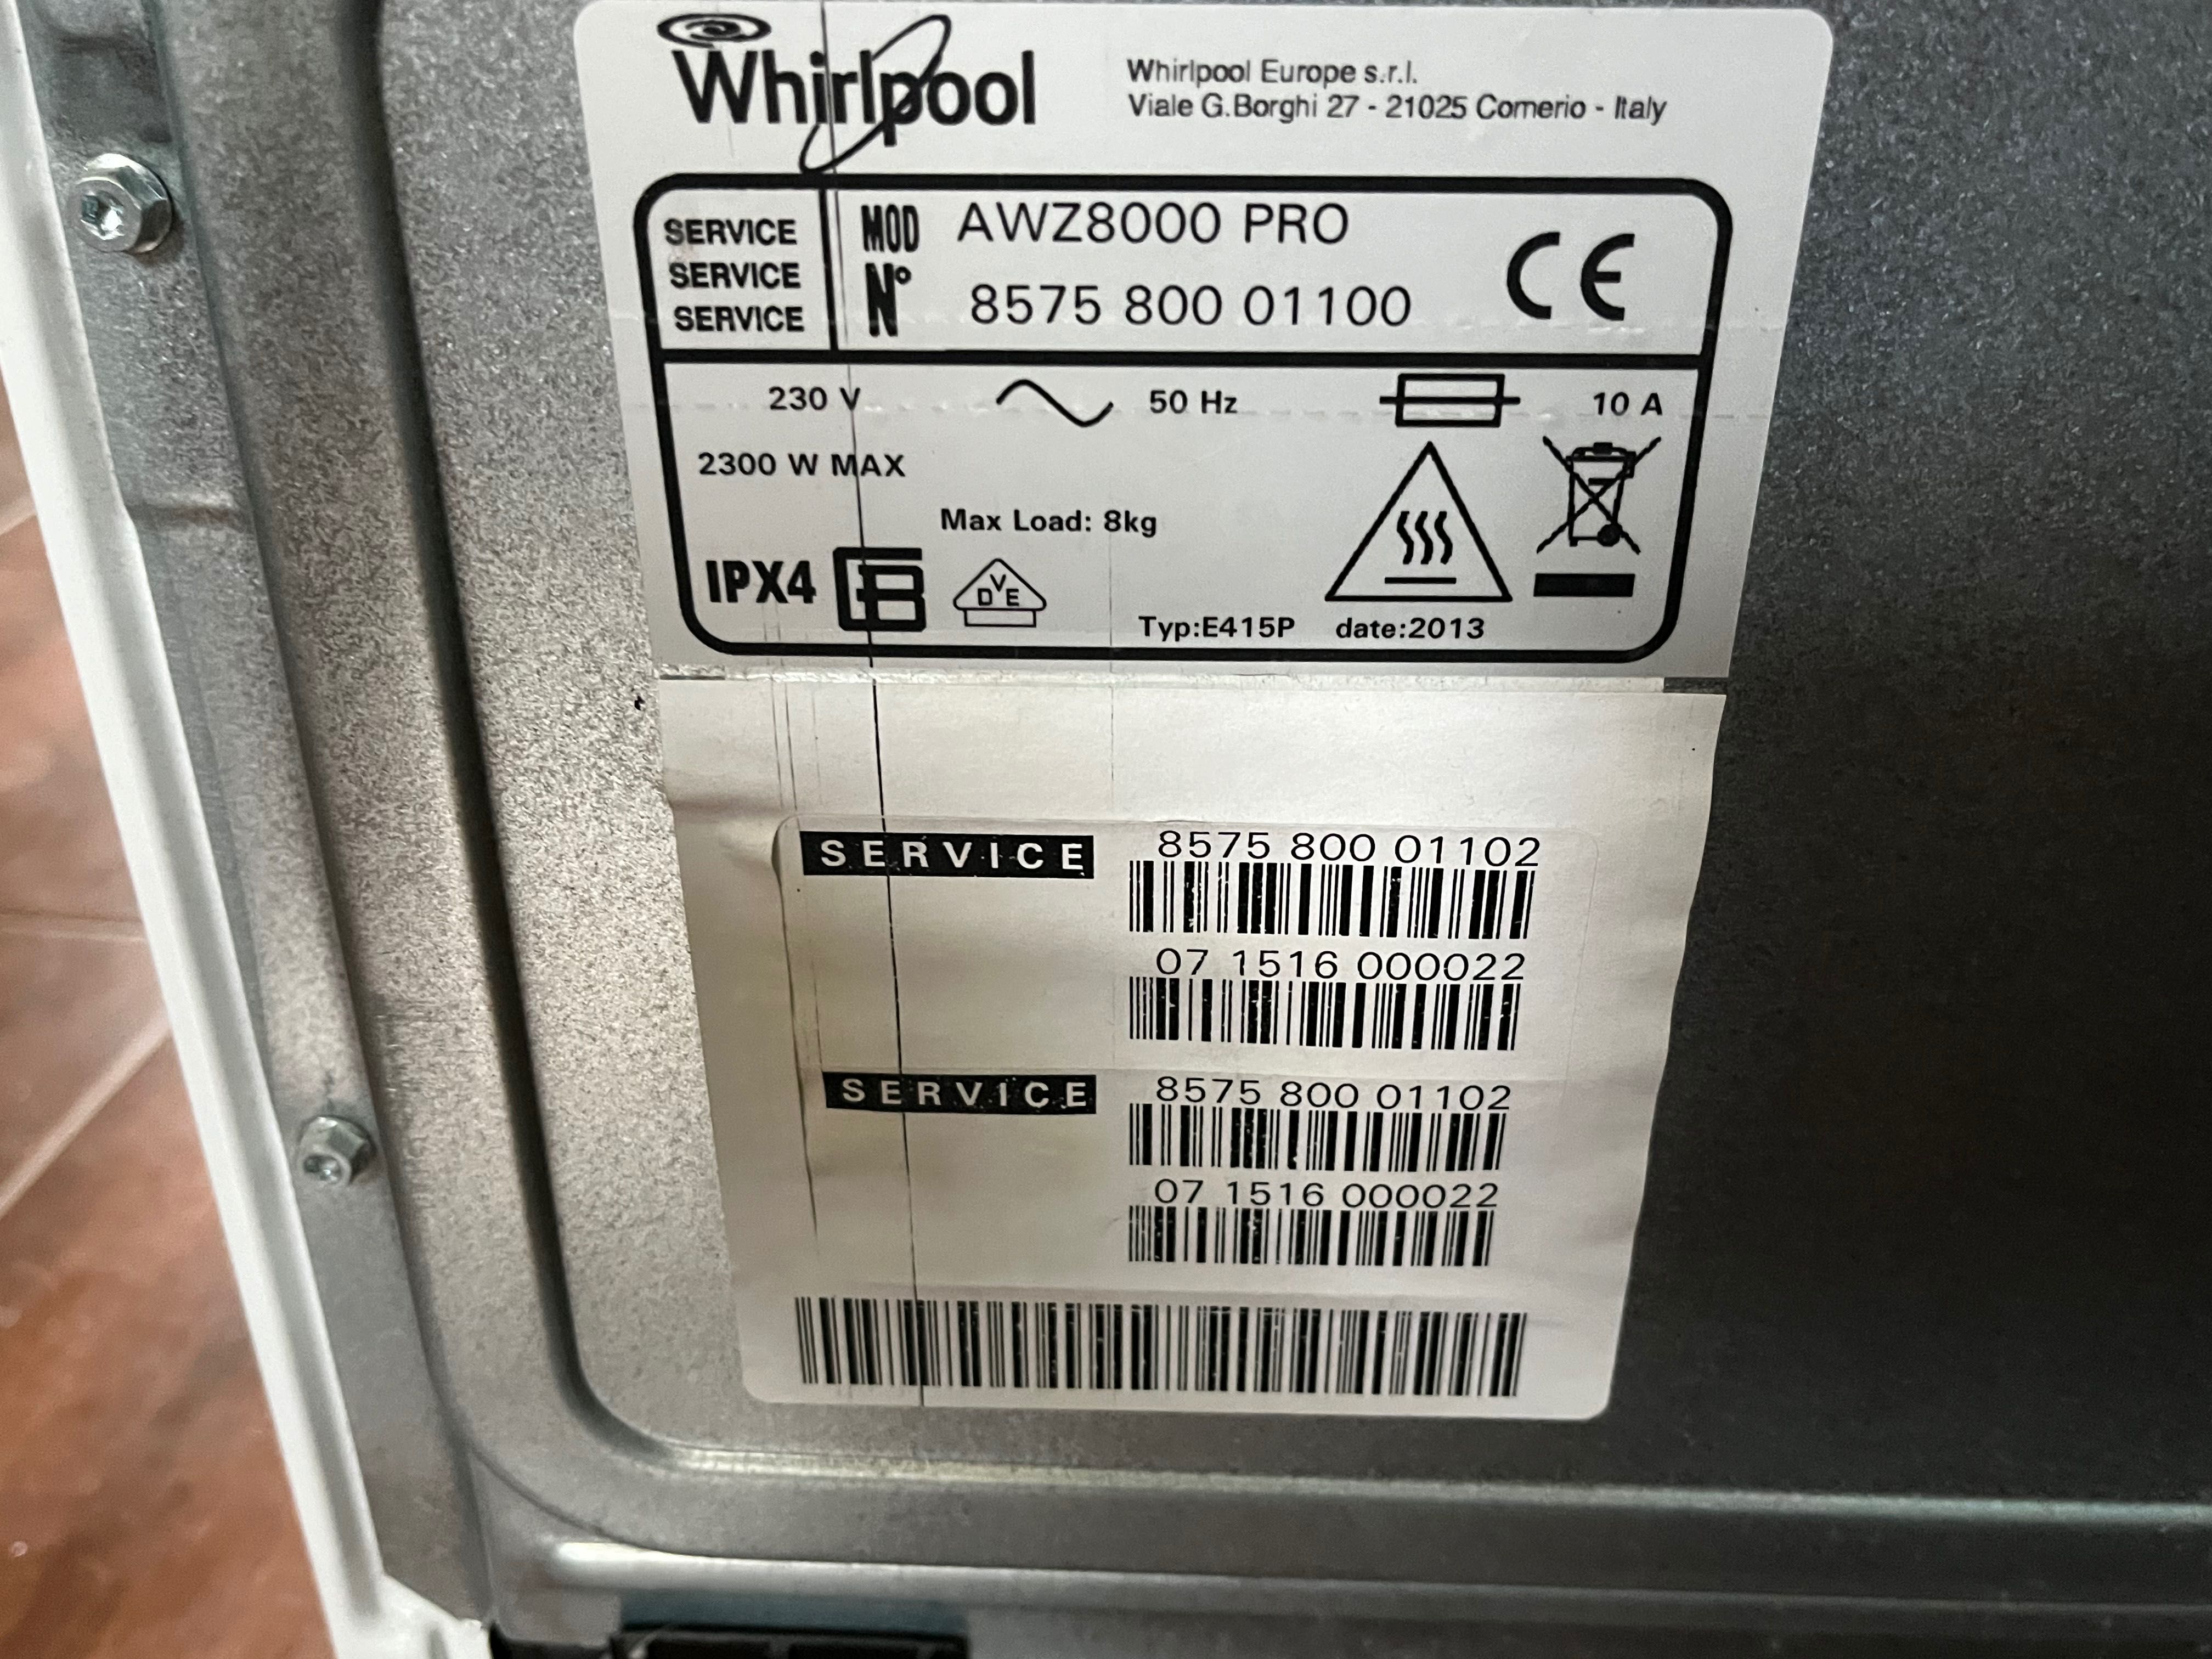 Whirlpool
Whirlpool Europe s.r.l.
Viale G.Borghi 27 - 21025 Comerio - Italy
SERVICE
SERVICE
SERVICE
MOD AWZ8000 PRO
N° 8575 800 01100
CE
230 V 50 Hz 10 A
2300 W MAX
Max Load: 8kg
IPX4
VDE
Typ:E415P date:2013
SERVICE 8575 800 01102
07 1516 000022
SERVICE 8575 800 01102
07 1516 000022